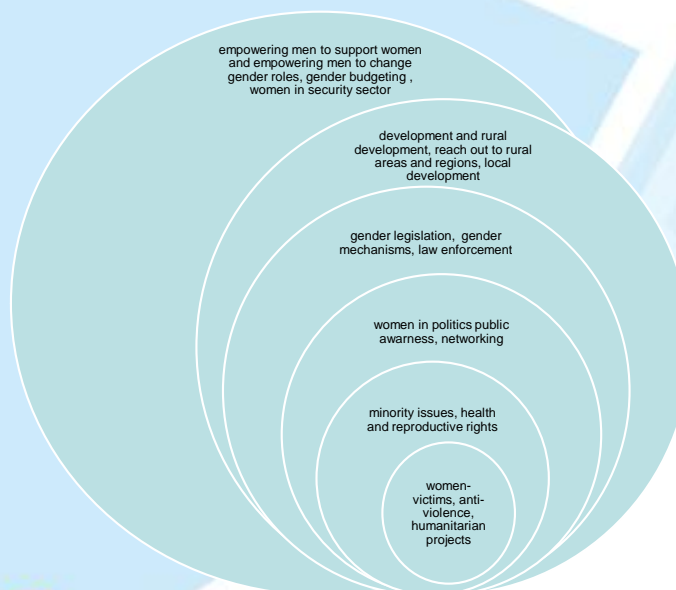 empowering men to support women
and empowering men to change
gender roles, gender budgeting ,
women in security sector
development and rural
development, reach out to rural
areas and regions, local
development
gender legislation, gender
mechanisms, law enforcement
women in politics public
awarness, networking
minority issues, health
and reproductive rights
women-
victims, anti-
violence,
humanitarian
projects